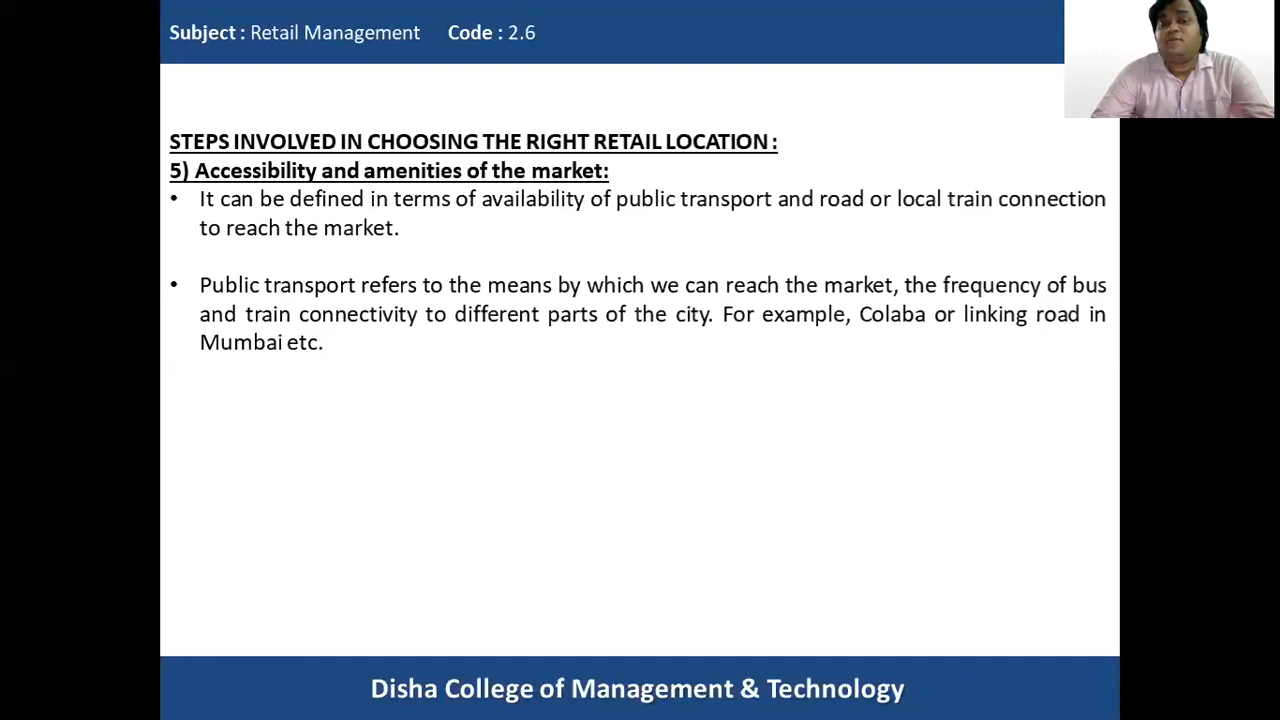 Subject : Retail Management Code : 2.6
STEPS INVOLVED IN CHOOSING THE RIGHT RETAIL LOCATION :
5) Accessibility and amenities of the market:
• It can be defined in terms of availability of public transport and road or local train connection
to reach the market.
• Public transport refers to the means by which we can reach the market, the frequency of bus
and train connectivity to different parts of the city. For example, Colaba or linking road in
Mumbai etc.
Disha College of Management & Technology